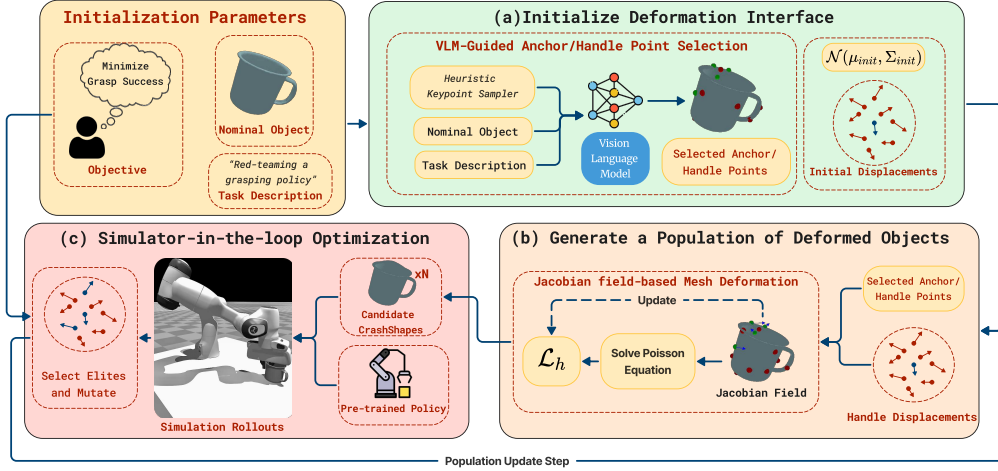 Initialization Parameters
Minimize
Grasp Success
Objective
Nominal Object
"Red-teaming a
grasping policy"
Task Description
(a)Initialize Deformation Interface
VLM-Guided Anchor/Handle Point Selection
Heuristic
Keypoint Sampler
Nominal Object
Task Description
Vision
Language
Model
Selected Anchor/
Handle Points
𝒩(μ_init, Σ_init)
Initial Displacements
(c) Simulator-in-the-loop Optimization
Select Elites
and Mutate
Simulation Rollouts
xN
Candidate
CrashShapes
Pre-trained Policy
(b) Generate a Population of Deformed Objects
Jacobian field-based Mesh Deformation
Update
ℒ_h
Solve Poisson
Equation
Jacobian Field
Selected Anchor/
Handle Points
Handle Displacements
Population Update Step